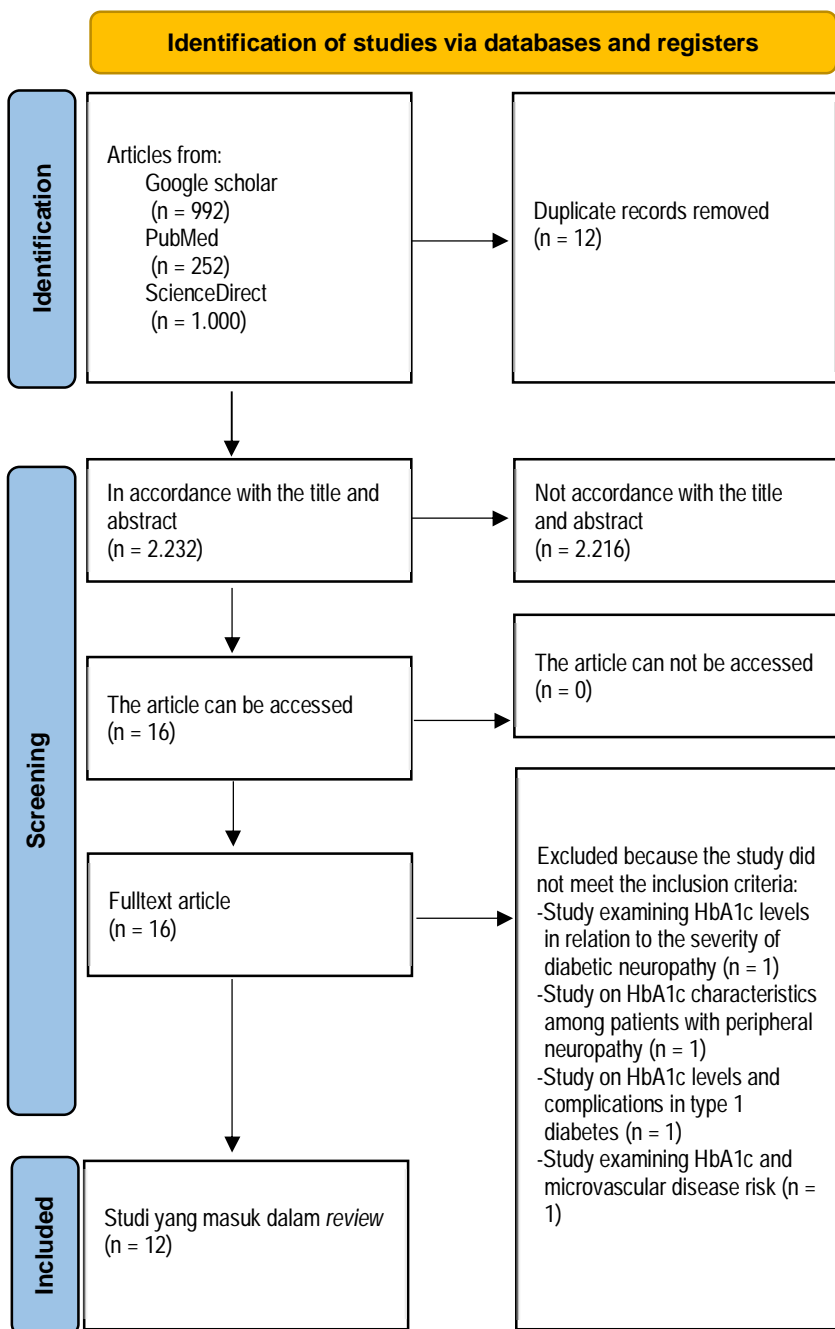 Identification of studies via databases and registers
Identification
Articles from:
Google scholar
(n = 992)
PubMed
(n = 252)
ScienceDirect
(n = 1.000)
Duplicate records removed
(n = 12)
Screening
In accordance with the title and
abstract
(n = 2.232)
Not accordance with the title
and abstract
(n = 2.216)
The article can be accessed
(n = 16)
The article can not be accessed
(n = 0)
Fulltext article
(n = 16)
Excluded because the study did
not meet the inclusion criteria:
-Study examining HbA1c levels
in relation to the severity of
diabetic neuropathy (n = 1)
-Study on HbA1c characteristics
among patients with peripheral
neuropathy (n = 1)
-Study on HbA1c levels and
complications in type 1
diabetes (n = 1)
-Study examining HbA1c and
microvascular disease risk (n =
1)
Included
Studi yang masuk dalam review
(n = 12)